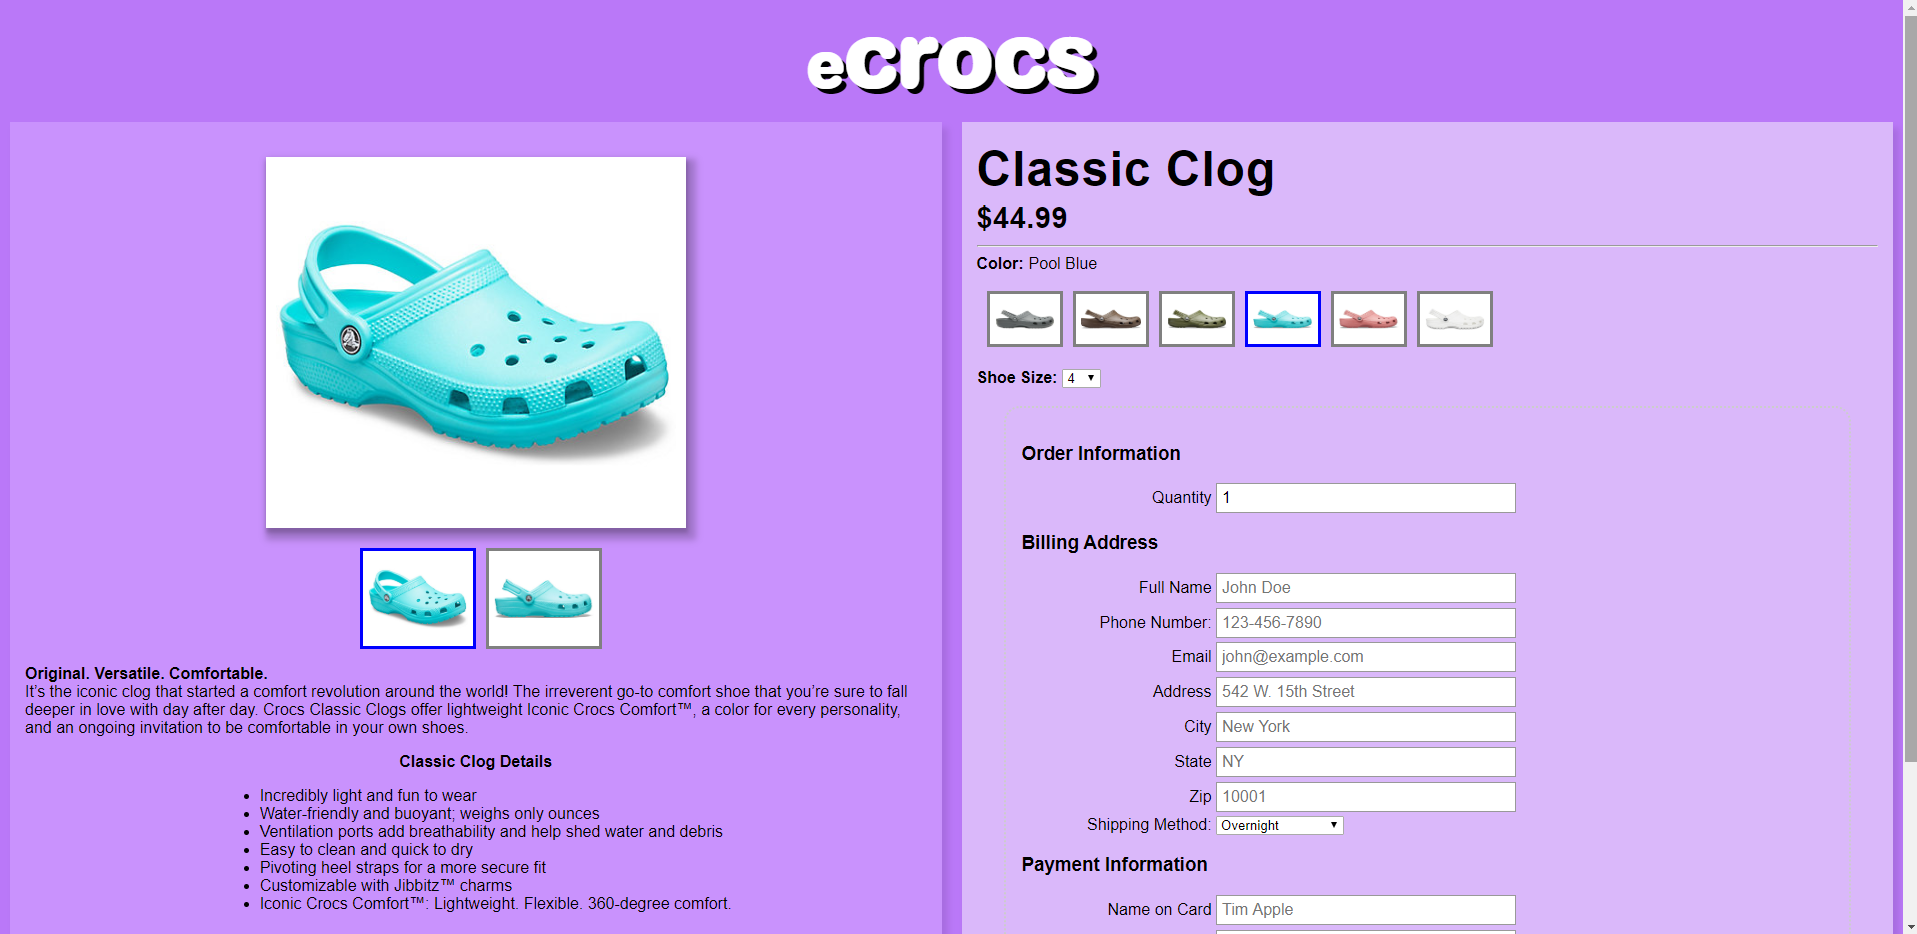 ecrocs
Original. Versatile. Comfortable.
It’s the iconic clog that started a comfort revolution around the world! The irreverent go-to comfort shoe that you’re sure to fall
deeper in love with day after day. Crocs Classic Clogs offer lightweight Iconic Crocs Comfort™, a color for every personality,
and an ongoing invitation to be comfortable in your own shoes.
Classic Clog Details
• Incredibly light and fun to wear
• Water-friendly and buoyant; weighs only ounces
• Ventilation ports add breathability and help shed water and debris
• Easy to clean and quick to dry
• Pivoting heel straps for a more secure fit
• Customizable with Jibbitz™ charms
• Iconic Crocs Comfort™: Lightweight. Flexible. 360-degree comfort.
Classic Clog
$44.99
Color: Pool Blue
Shoe Size: 4
Order Information
Quantity 1
Billing Address
Full Name John Doe
Phone Number: 123-456-7890
Email john@example.com
Address 542 W. 15th Street
City New York
State NY
Zip 10001
Shipping Method: Overnight
Payment Information
Name on Card Tim Apple